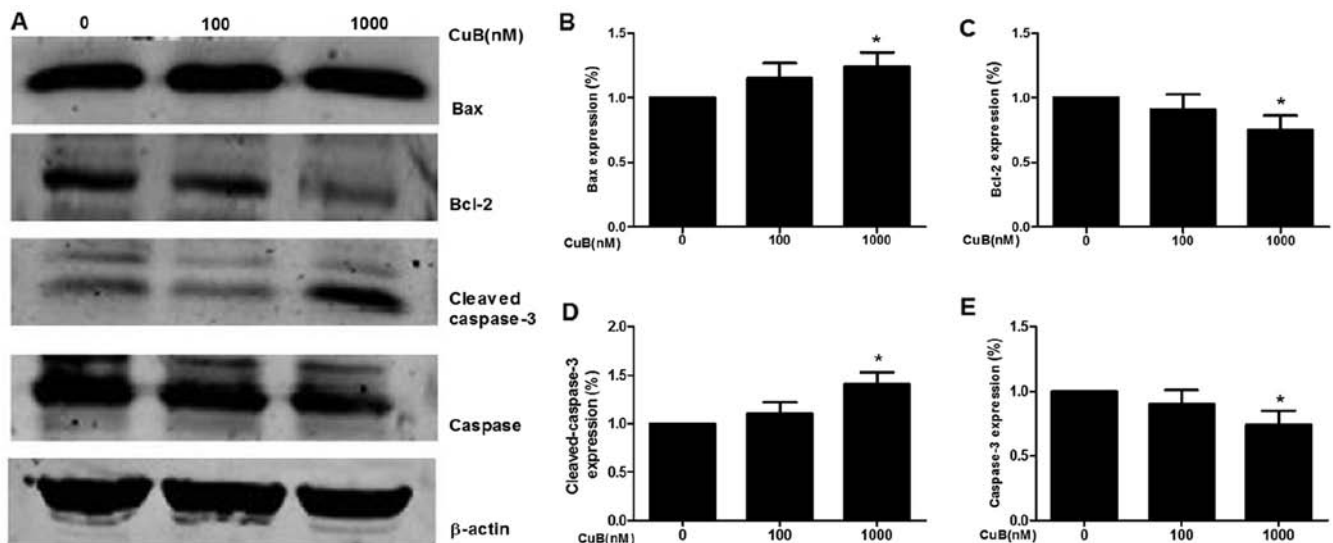 A
0 100 1000
CuB(nM)
Bax
Bcl-2
Cleaved
caspase-3
Caspase
β-actin
B
Bax expression (%)
1.5
*
1.0
0.5
0.0
CuB(nM) 0 100 1000
C
Bcl-2 expression (%)
1.5
1.0
*
0.5
0.0
CuB(nM) 0 100 1000
D
Cleaved-caspase-3
expression (%)
2.0
1.5
*
1.0
0.5
0.0
CuB(nM) 0 100 1000
E
Caspase-3 expression (%)
1.5
1.0
*
0.5
0.0
CuB(nM) 0 100 1000